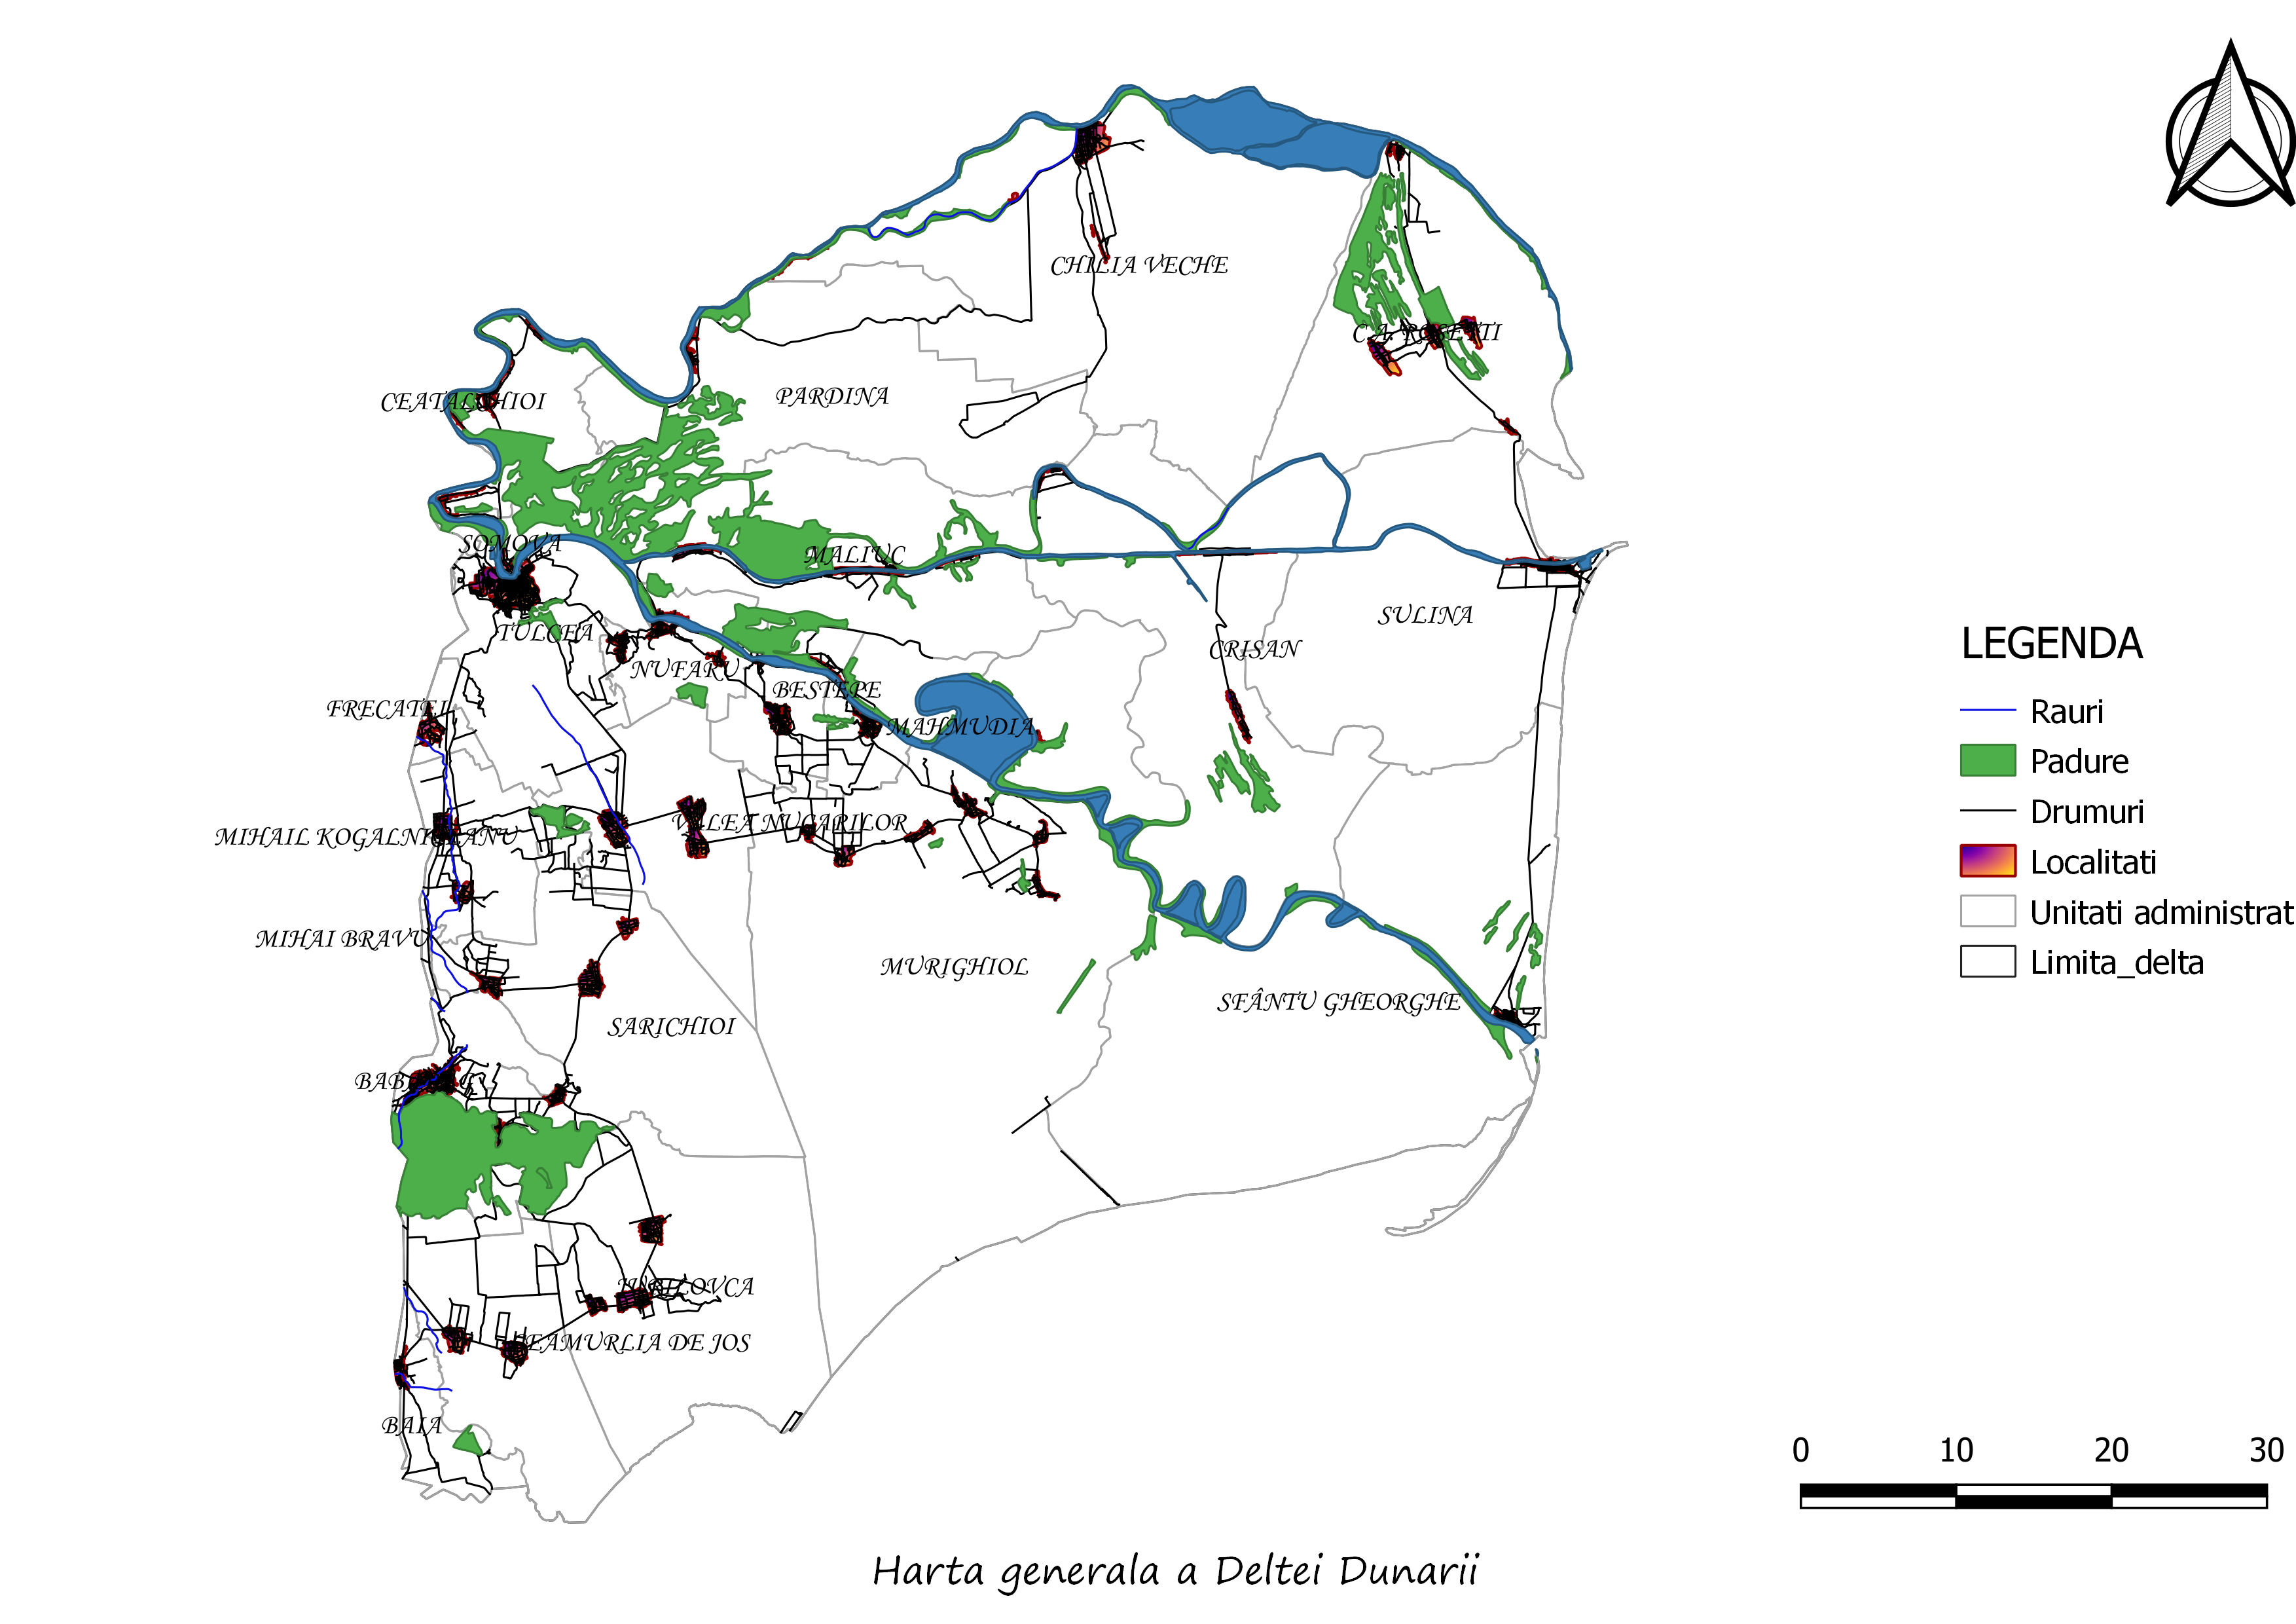 CHILIA VECHE
C.A. ROSETTI
PARDINA
CEATALCHIOI
SOMOVA
MALIUC
SULINA
TULCEA
CRISAN
NUFARU
BESTEPE
FRECATEI
MAHMUDIA
VALEA NUCARILOR
MIHAIL KOGALNICEANU
MIHAI BRAVU
MURIGHIOL
SFÂNTU GHEORGHE
SARICHIOI
BABADAG
JURILOVCA
CEAMURLIA DE JOS
BAIA
LEGENDA
Rauri
Padure
Drumuri
Localitati
Unitati administrat
Limita_delta
0 10 20 30
Harta generala a Deltei Dunarii